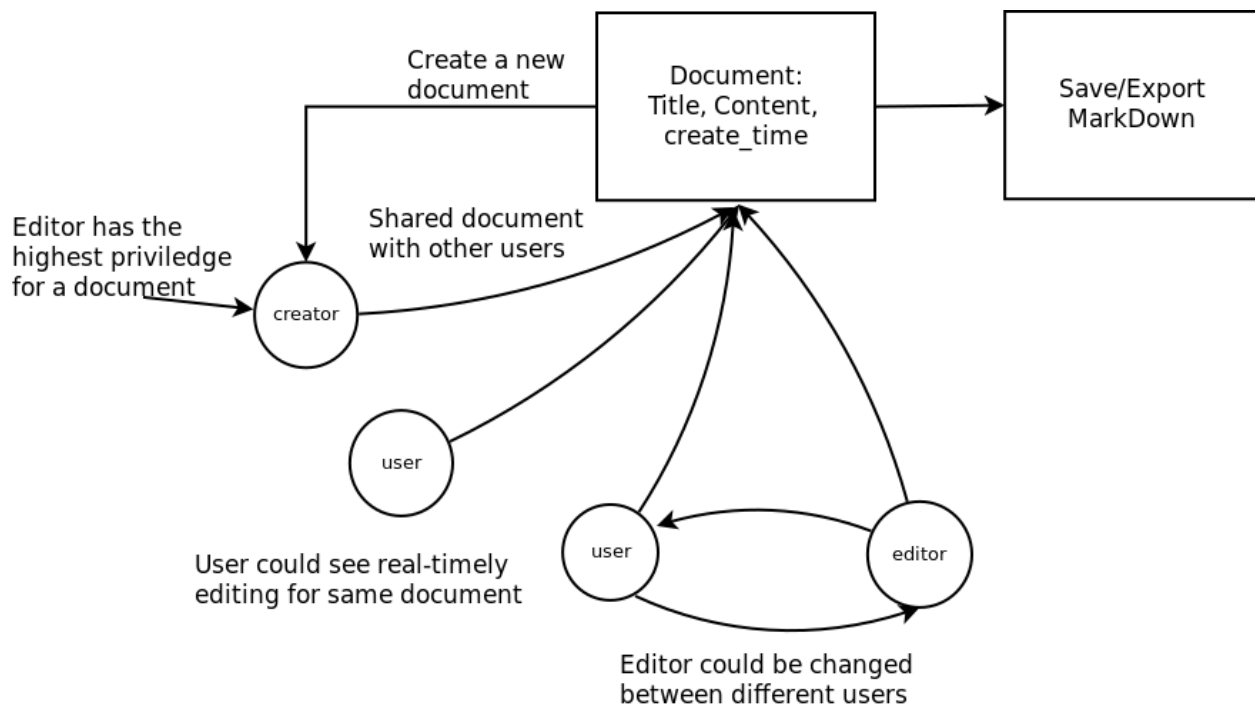 Create a new
document
Document:
Title, Content,
create_time
Save/Export
MarkDown
Editor has the
highest priviledge
for a document
Shared document
with other users
creator
user
user
editor
User could see real-timely
editing for same document
Editor could be changed
between different users